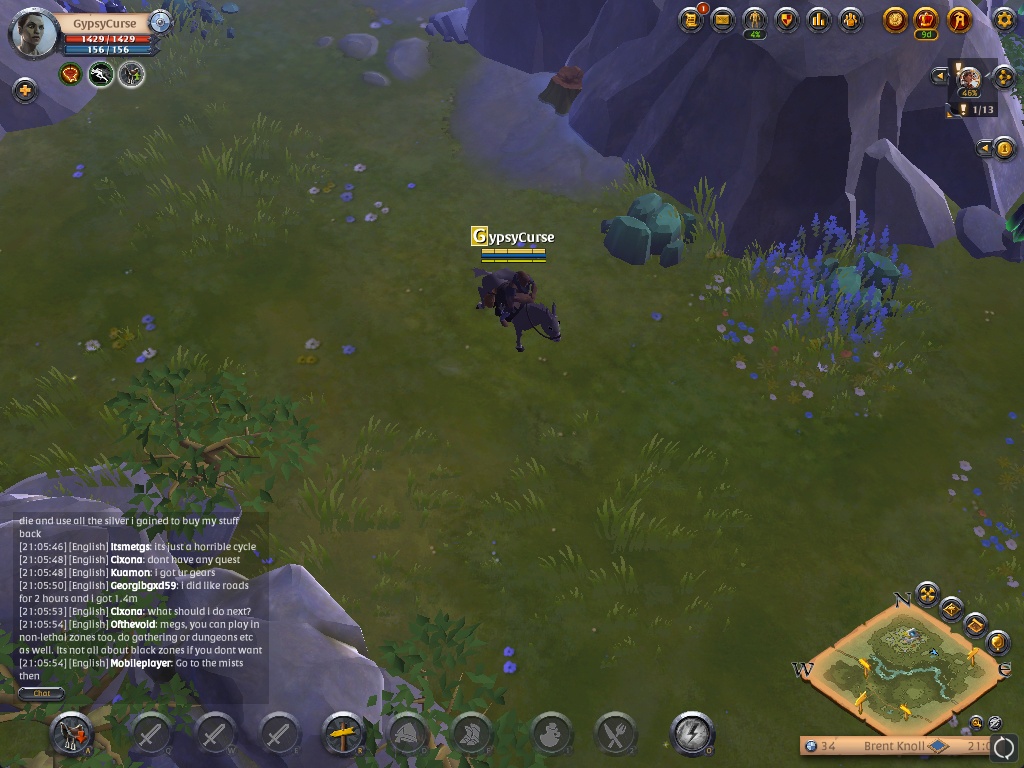 GypsyCurse
1429 / 1429
156 / 156
1
4%
9d
46%
1/13
1
GypsyCurse
die and use all the silver i gained to buy my stuff
back
[21:05:46] [English] Itsmetgs: its just a horrible cycle
[21:05:48] [English] Cixona: dont have any quest
[21:05:48] [English] Kuamon: i got ur gears
[21:05:50] [English] Georgibgxd59: i did like roads
for 2 hours and i got 1.4m
[21:05:53] [English] Cixona: what should i do next?
[21:05:54] [English] Ofthevoid: megs, you can play in
non-lethal zones too, do gathering or dungeons etc
as well. Its not all about black zones if you dont want
[21:05:54] [English] Mobileplayer: Go to the mists
then
Chat
N
W
E
A
Q
W
E
R
D
F
34
Brent Knoll